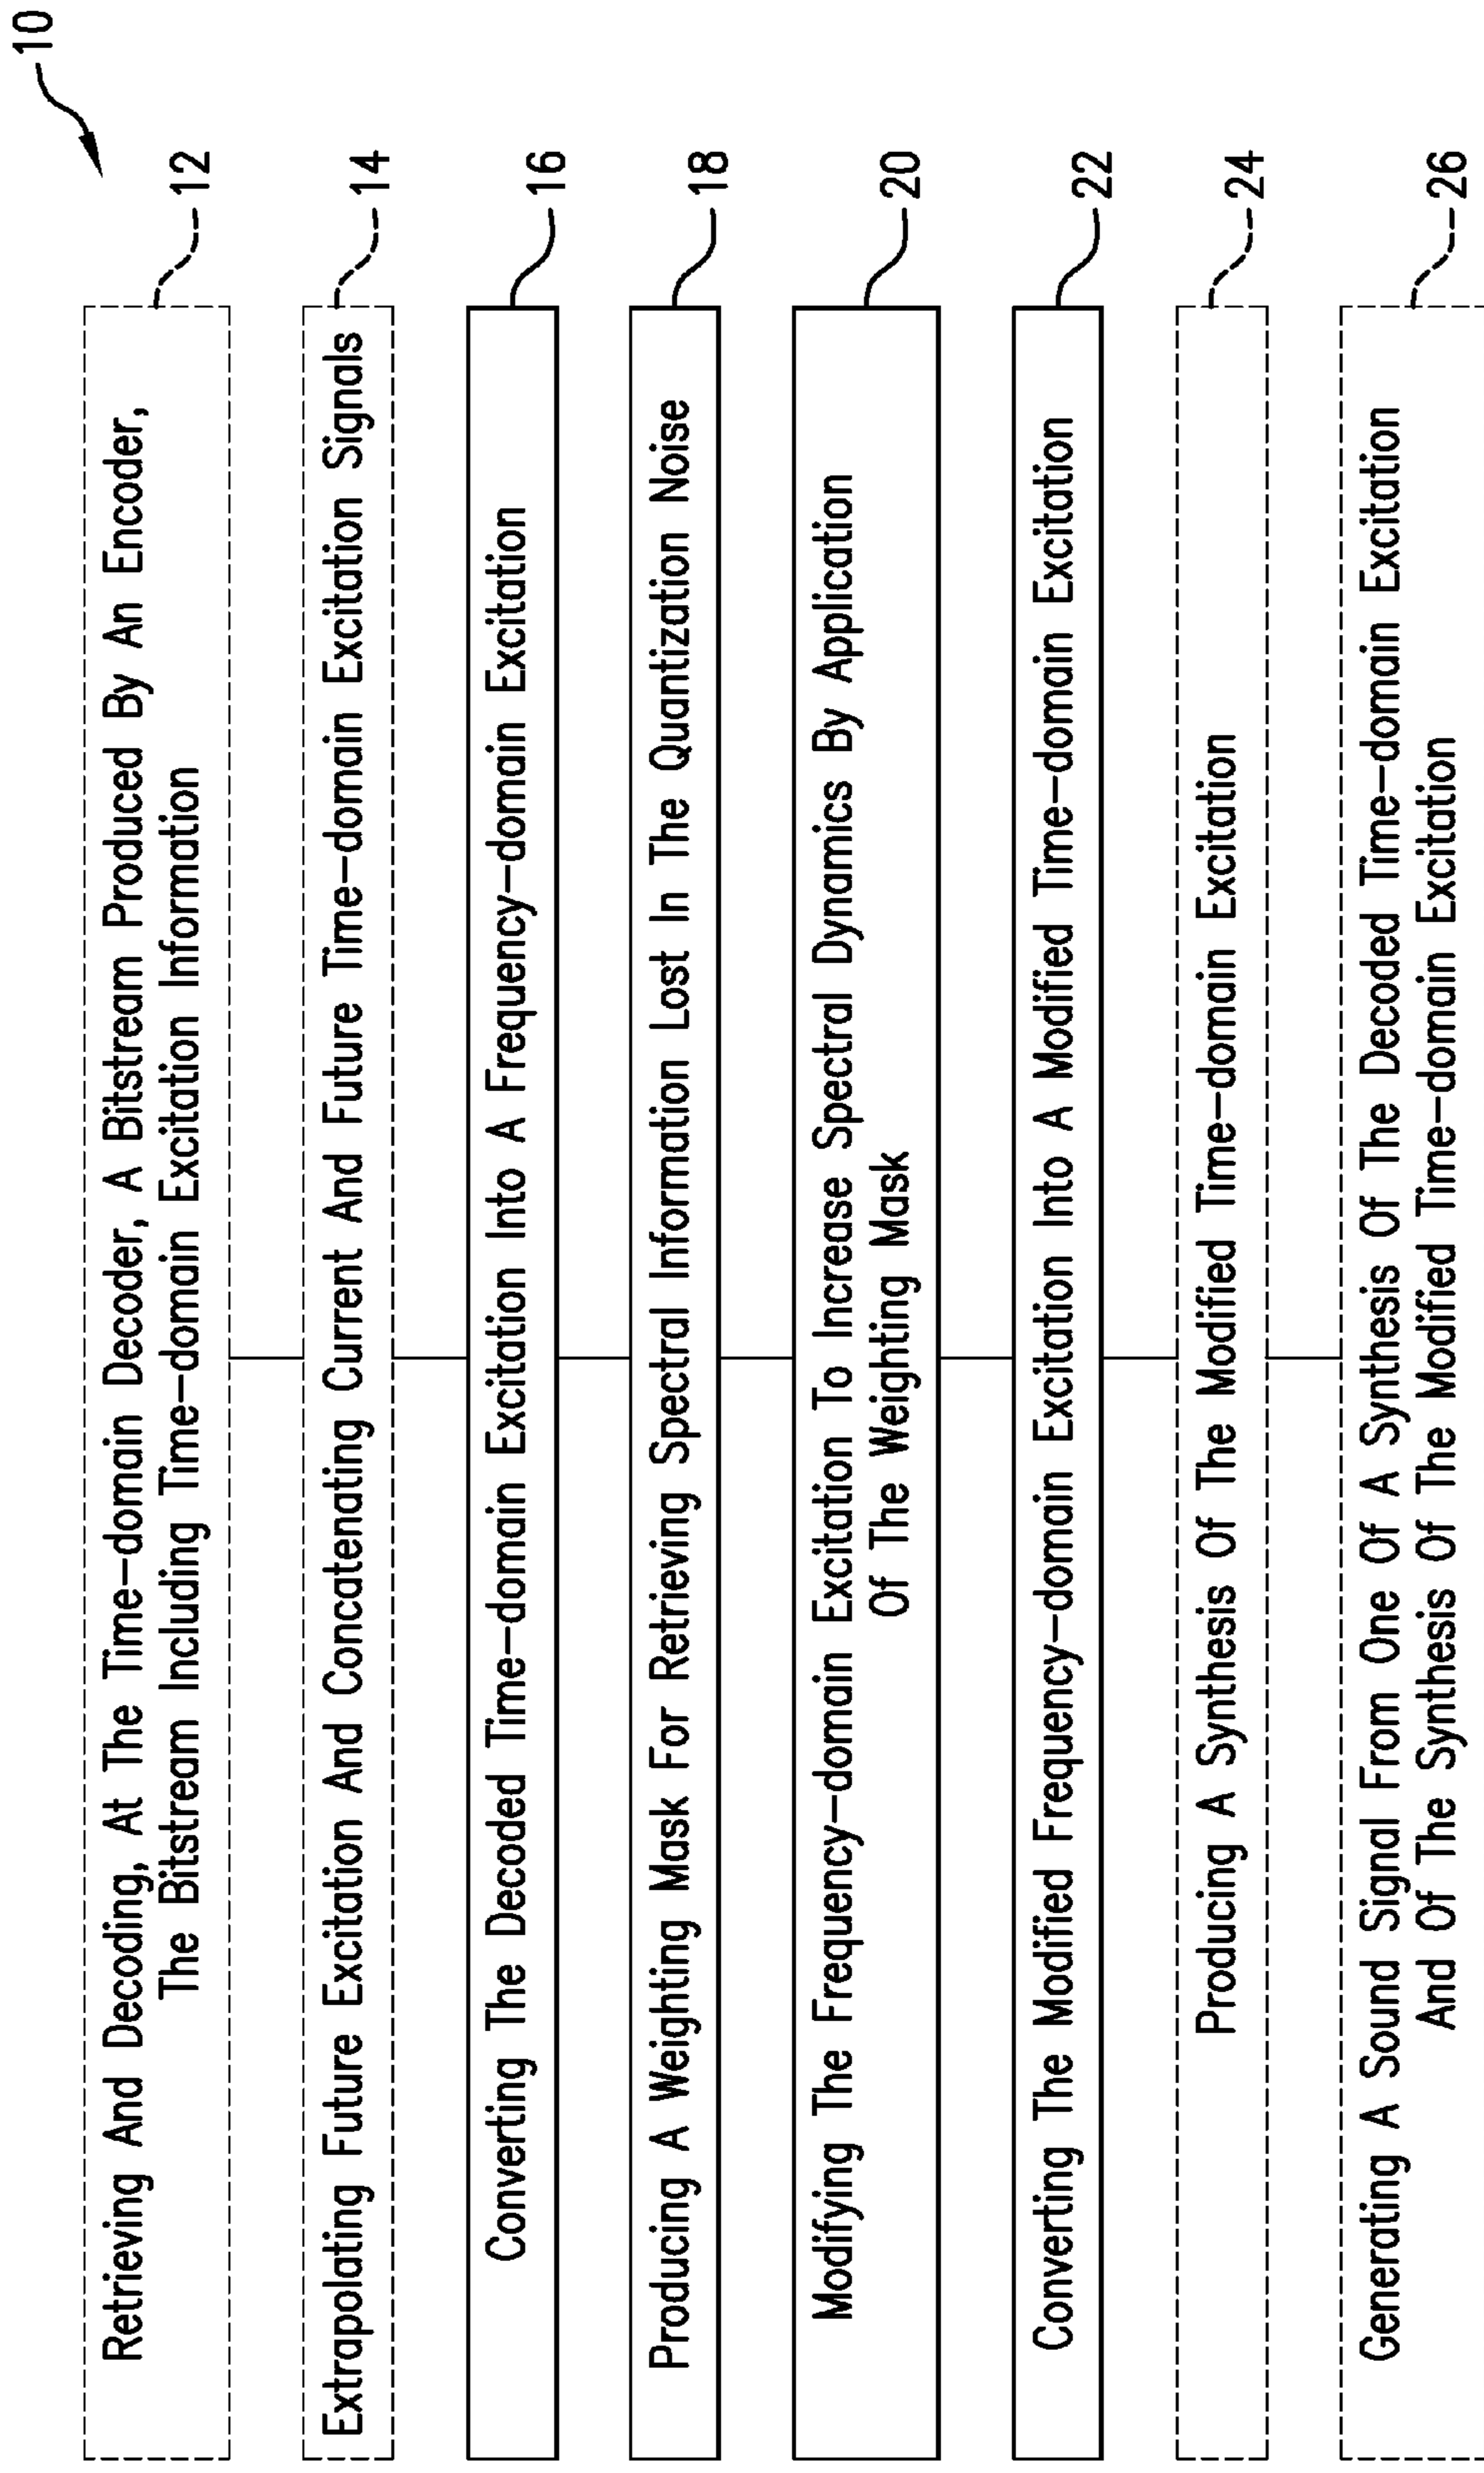 10
Retrieving And Decoding, At The Time-domain Decoder, A Bitstream Produced By An Encoder,
The Bitstream Including Time-domain Excitation Information
12
Extrapolating Future Excitation And Concatenating Current And Future Time-domain Excitation Signals
14
Converting The Decoded Time-domain Excitation Into A Frequency-domain Excitation
16
Producing A Weighting Mask For Retrieving Spectral Information Lost In The Quantization Noise
18
Modifying The Frequency-domain Excitation To Increase Spectral Dynamics By Application
Of The Weighting Mask
20
Converting The Modified Frequency-domain Excitation Into A Modified Time-domain Excitation
22
Producing A Synthesis Of The Modified Time-domain Excitation
24
Generating A Sound Signal From One Of A Synthesis Of The Decoded Time-domain Excitation
And Of The Synthesis Of The Modified Time-domain Excitation
26